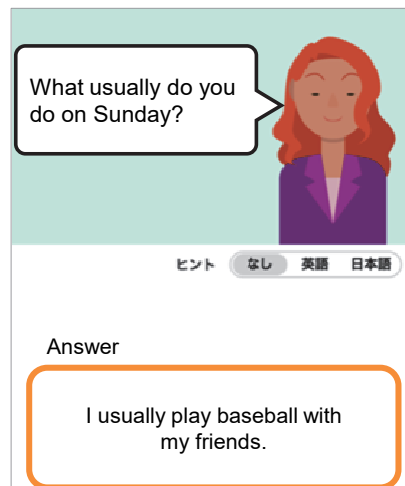 What usually do you
do on Sunday?
ヒント なし 英語 日本語
Answer
I usually play baseball with
my friends.